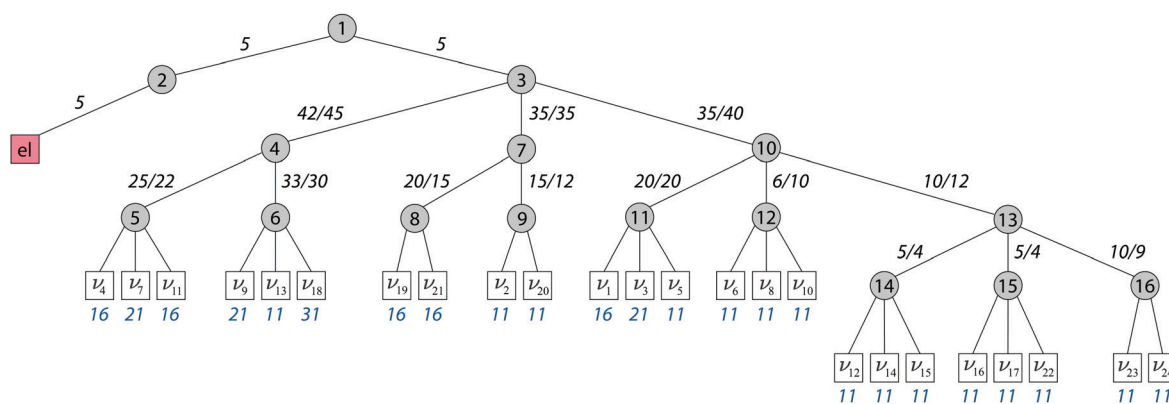 1
5 5
2 3
5 42/45 35/35 35/40
el 4 7 10
25/22 33/30 20/15 15/12 20/20 6/10 10/12
5 6 8 9 11 12 13
5/4 5/4 10/9
ν₄ ν₇ ν₁₁ ν₉ ν₁₃ ν₁₈ ν₁₉ ν₂₁ ν₂ ν₂₀ ν₁ ν₃ ν₅ ν₆ ν₈ ν₁₀ 14 15 16
16 21 16 21 11 31 16 16 11 11 16 21 11 11 11 11
ν₁₂ ν₁₄ ν₁₅ ν₁₆ ν₁₇ ν₂₂ ν₂₃ ν₂₄
11 11 11 11 11 11 11 11